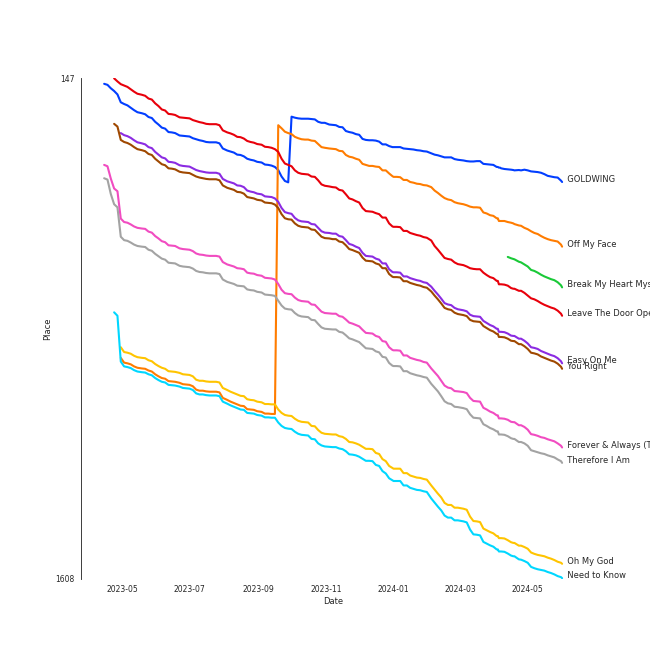 147
GOLDWING
Off My Face
Break My Heart Mys
Leave The Door Ope
Easy On Me
You Right
Forever & Always (T
Therefore I Am
Oh My God
Need to Know
1608
Place
2023-05 2023-07 2023-09 2023-11 2024-01 2024-03 2024-05
Date